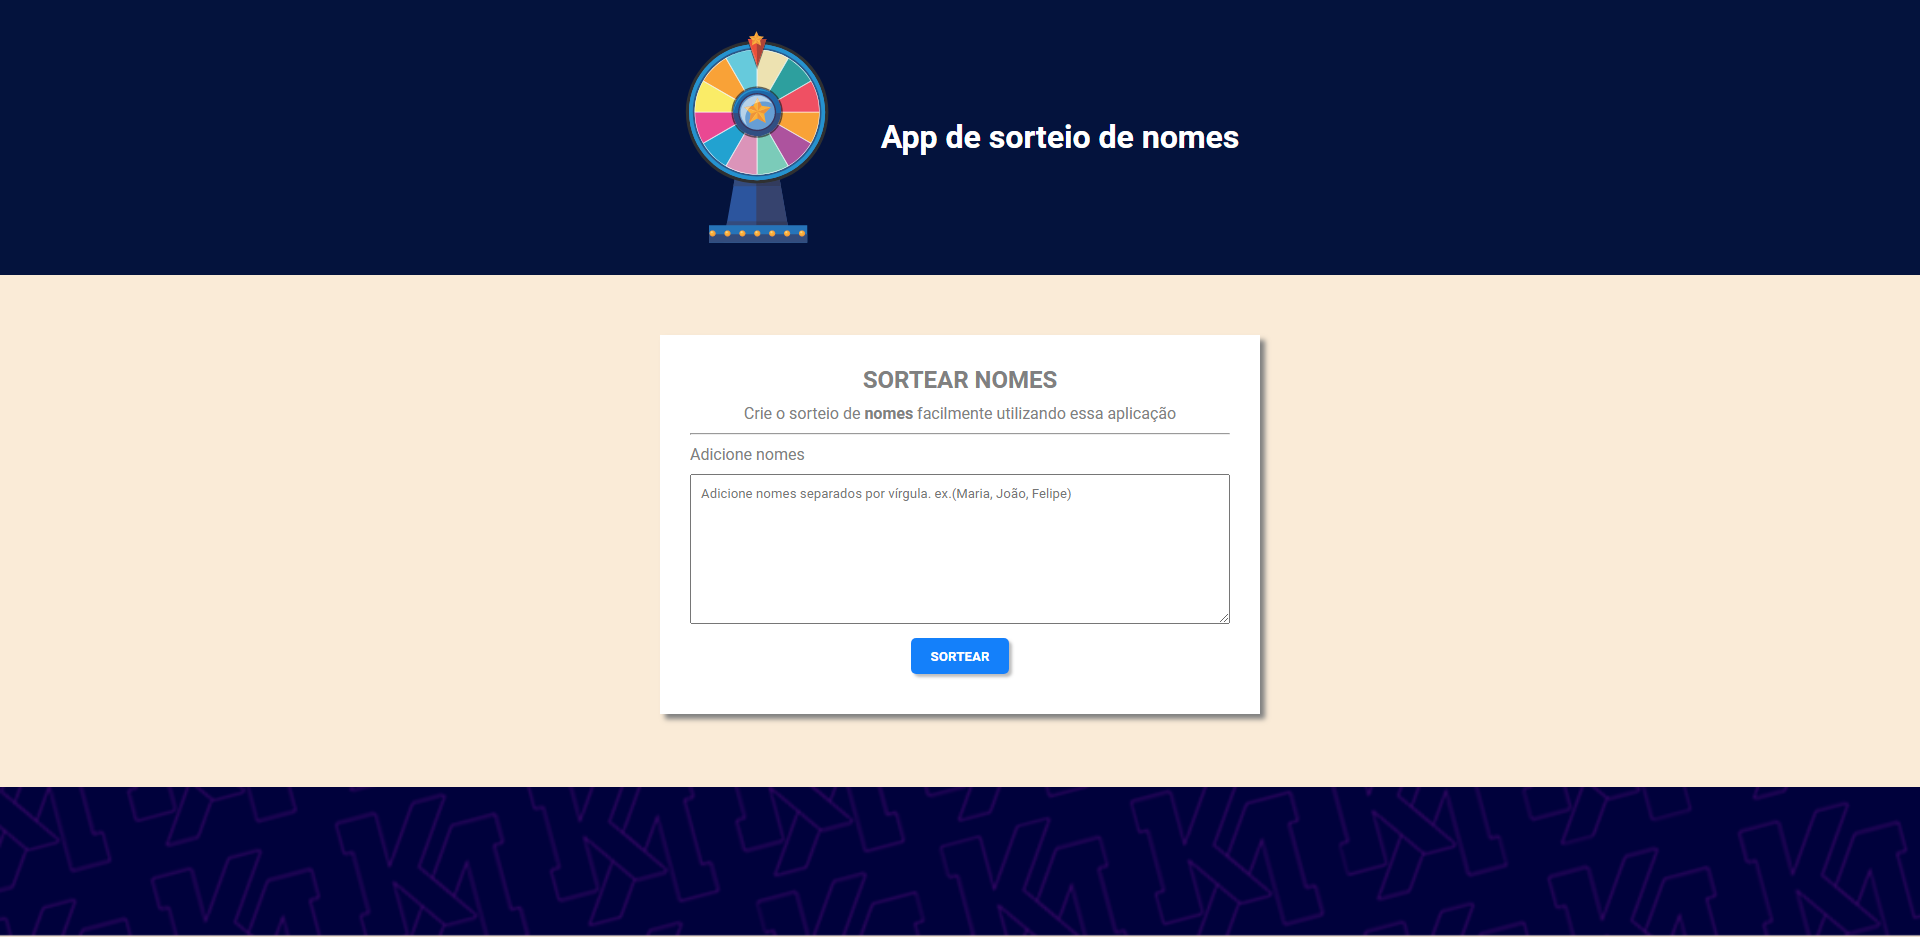 App de sorteio de nomes
SORTEAR NOMES
Crie o sorteio de nomes facilmente utilizando essa aplicação
Adicione nomes
Adicione nomes separados por vírgula. ex.(Maria, João, Felipe)
SORTEAR